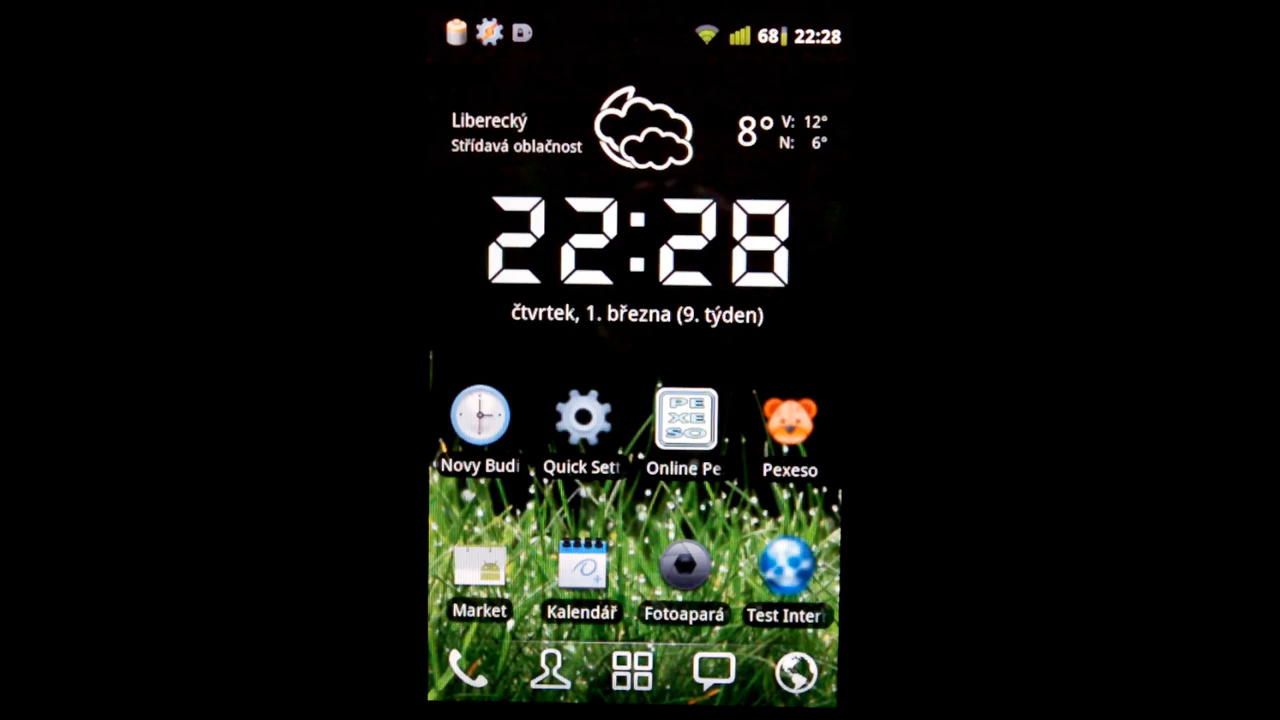 68 22:28
Liberecký
Střídavá oblačnost
8° V: 12°
N: 6°
22:28
čtvrtek, 1. března (9. týden)
PE
XE
SO
Novy Budi
Quick Sett
Online Pe
Pexeso
Market
Kalendář
Fotoapará
Test Inter